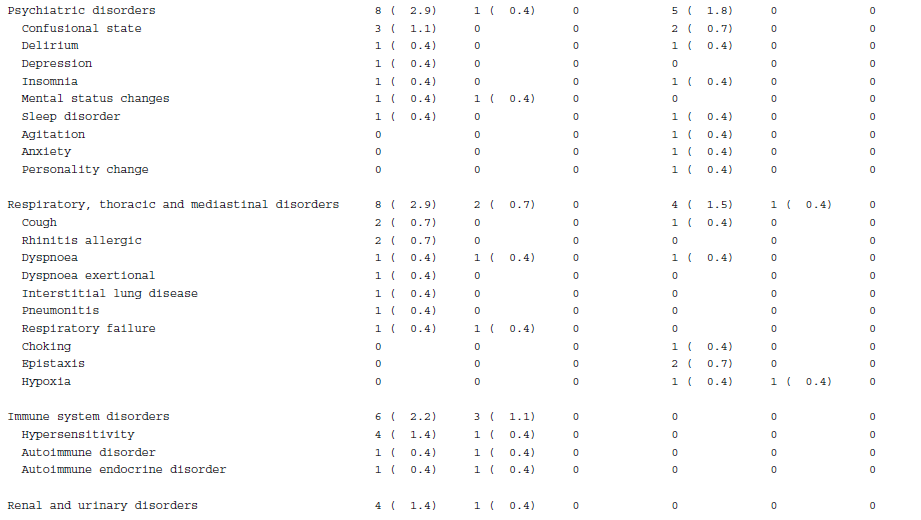 Psychiatric disorders 8 ( 2.9) 1 ( 0.4) 0 5 ( 1.8) 0 0
Confusional state 3 ( 1.1) 0 0 2 ( 0.7) 0 0
Delirium 1 ( 0.4) 0 0 1 ( 0.4) 0 0
Depression 1 ( 0.4) 0 0 0 0 0
Insomnia 1 ( 0.4) 0 0 1 ( 0.4) 0 0
Mental status changes 1 ( 0.4) 1 ( 0.4) 0 0 0 0
Sleep disorder 1 ( 0.4) 0 0 1 ( 0.4) 0 0
Agitation 0 0 0 1 ( 0.4) 0 0
Anxiety 0 0 0 1 ( 0.4) 0 0
Personality change 0 0 0 1 ( 0.4) 0 0
Respiratory, thoracic and mediastinal disorders 8 ( 2.9) 2 ( 0.7) 0 4 ( 1.5) 1 ( 0.4) 0
Cough 2 ( 0.7) 0 0 1 ( 0.4) 0 0
Rhinitis allergic 2 ( 0.7) 0 0 0 0 0
Dyspnoea 1 ( 0.4) 1 ( 0.4) 0 1 ( 0.4) 0 0
Dyspnoea exertional 1 ( 0.4) 0 0 0 0 0
Interstitial lung disease 1 ( 0.4) 0 0 0 0 0
Pneumonitis 1 ( 0.4) 0 0 0 0 0
Respiratory failure 1 ( 0.4) 1 ( 0.4) 0 0 0 0
Choking 0 0 0 1 ( 0.4) 0 0
Epistaxis 0 0 0 2 ( 0.7) 0 0
Hypoxia 0 0 0 1 ( 0.4) 1 ( 0.4) 0
Immune system disorders 6 ( 2.2) 3 ( 1.1) 0 0 0 0
Hypersensitivity 4 ( 1.4) 1 ( 0.4) 0 0 0 0
Autoimmune disorder 1 ( 0.4) 1 ( 0.4) 0 0 0 0
Autoimmune endocrine disorder 1 ( 0.4) 1 ( 0.4) 0 0 0 0
Renal and urinary disorders 4 ( 1.4) 1 ( 0.4) 0 0 0 0